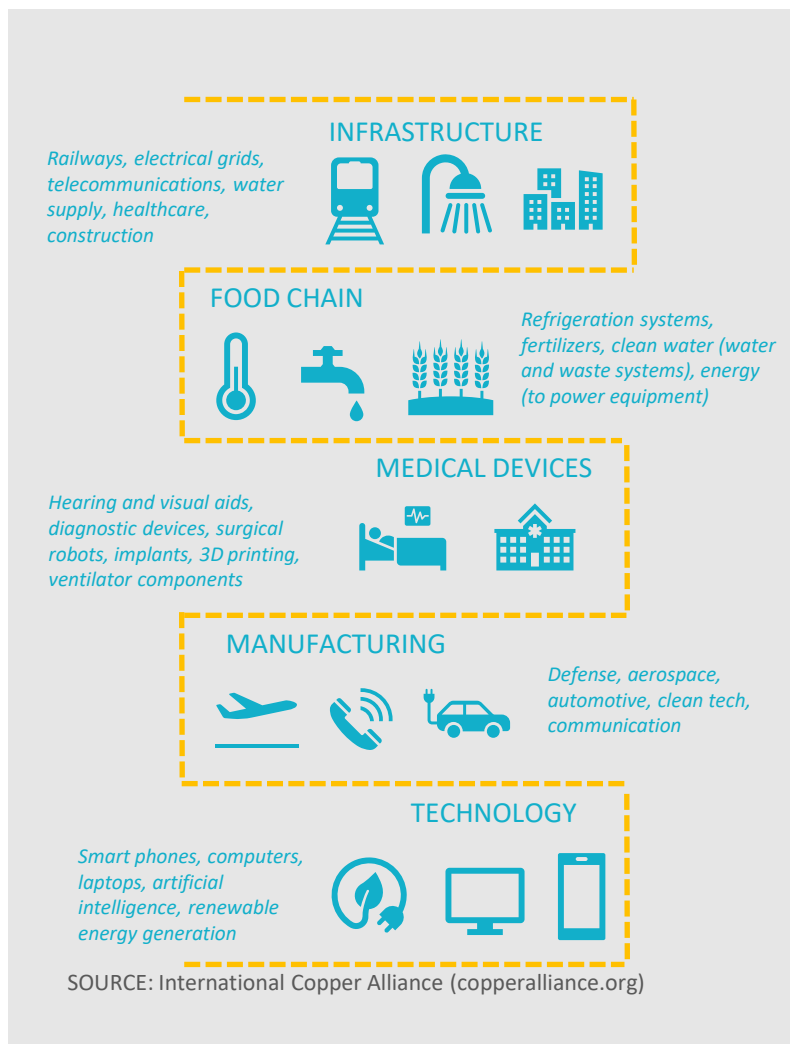 INFRASTRUCTURE
Railways, electrical grids,
telecommunications, water
supply, healthcare,
construction
FOOD CHAIN
Refrigeration systems,
fertilizers, clean water (water
and waste systems), energy
(to power equipment)
MEDICAL DEVICES
Hearing and visual aids,
diagnostic devices, surgical
robots, implants, 3D printing,
ventilator components
MANUFACTURING
Defense, aerospace,
automotive, clean tech,
communication
TECHNOLOGY
Smart phones, computers,
laptops, artificial
intelligence, renewable
energy generation
SOURCE: International Copper Alliance (copperalliance.org)